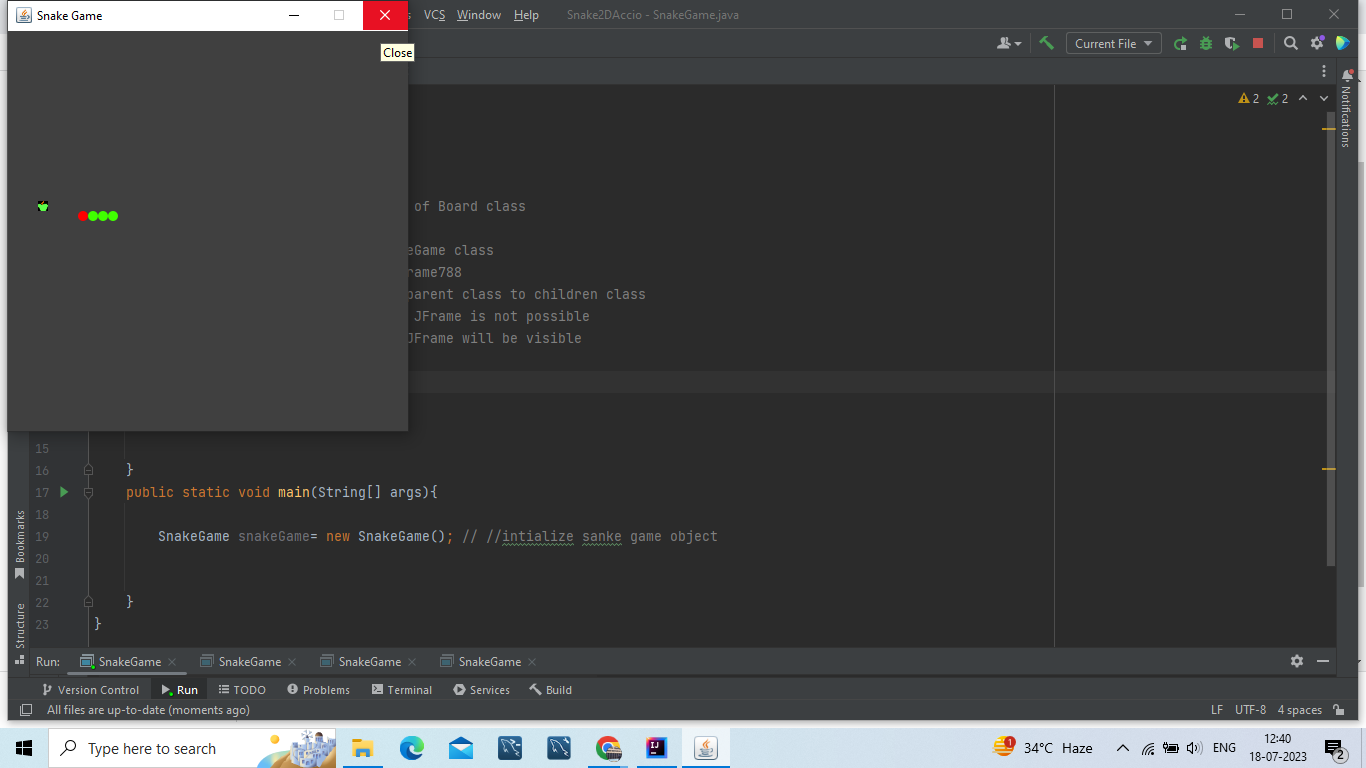 Snake Game
VCS Window Help Snake2DAccio - SnakeGame.java
Close
Current File
2 2
Notifications
of Board class
Game class
rame788
parent class to children class
JFrame is not possible
JFrame will be visible
15
16 }
17 public static void main(String[] args){
18
19 SnakeGame snakeGame= new SnakeGame(); // //intialize sanke game object
20
21
22 }
23 }
Bookmarks
Structure
Run: SnakeGame SnakeGame SnakeGame SnakeGame
Version Control Run TODO Problems Terminal Services Build
All files are up-to-date (moments ago) LF UTF-8 4 spaces
Type here to search 1 34°C Haze ENG 12:40
18-07-2023 2